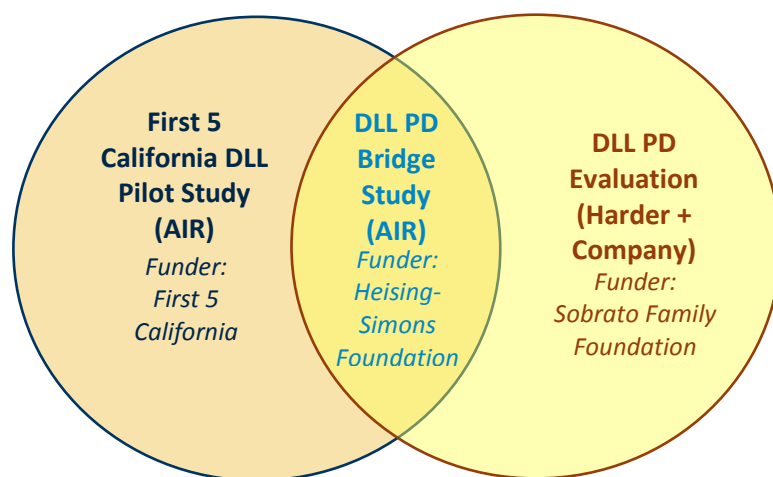 First 5
California DLL
Pilot Study
(AIR)
Funder:
First 5
California
DLL PD
Bridge
Study
(AIR)
Funder:
Heising-
Simons
Foundation
DLL PD
Evaluation
(Harder +
Company)
Funder:
Sobrato Family
Foundation